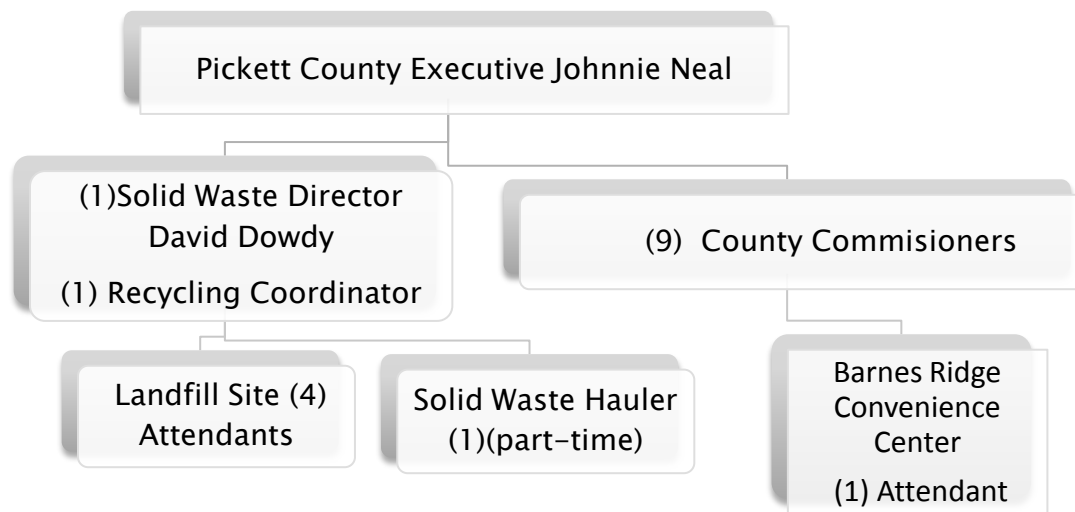 Pickett County Executive Johnnie Neal
(1)Solid Waste Director
David Dowdy
(1) Recycling Coordinator
(9) County Commisioners
Landfill Site (4)
Attendants
Solid Waste Hauler
(1)(part-time)
Barnes Ridge
Convenience
Center
(1) Attendant